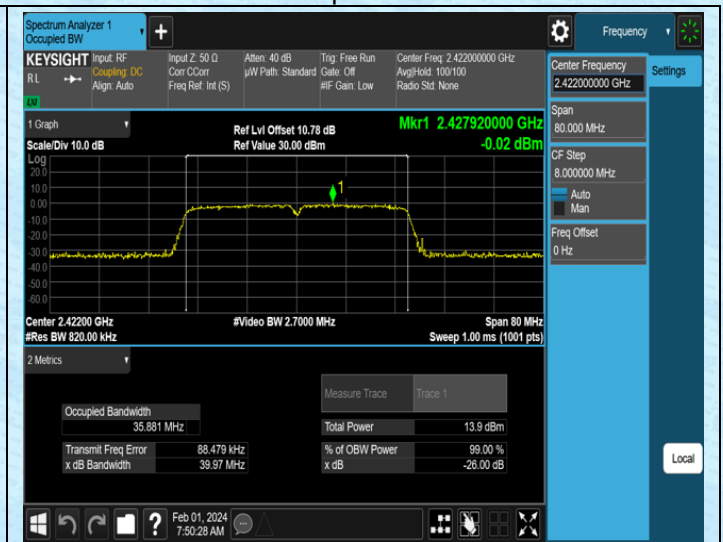 Spectrum Analyzer 1
Occupied BW
+
Frequency
KEYSIGHT
RL
LXI
Input: RF
Coupling: DC
Align: Auto
Input Z: 50 Ω
Corr CCorr
Freq Ref: Int (S)
Atten: 40 dB
µW Path: Standard
Trig: Free Run
Gate: Off
#IF Gain: Low
Center Freq: 2.422000000 GHz
Avg|Hold: 100/100
Radio Std: None
Center Frequency
2.422000000 GHz
Settings
Span
80.000 MHz
CF Step
8.000000 MHz
Auto
Man
Freq Offset
0 Hz
Local
1 Graph
Scale/Div 10.0 dB
Ref Lvl Offset 10.78 dB
Ref Value 30.00 dBm
Mkr1 2.427920000 GHz
-0.02 dBm
Log
20.0
10.0
0.00
-10.0
-20.0
-30.0
-40.0
-50.0
-60.0
1
Center 2.42200 GHz
#Res BW 820.00 kHz
#Video BW 2.7000 MHz
Span 80 MHz
Sweep 1.00 ms (1001 pts)
2 Metrics
Measure Trace Trace 1
Occupied Bandwidth
35.881 MHz
Total Power 13.9 dBm
Transmit Freq Error 88.479 kHz
% of OBW Power 99.00 %
x dB Bandwidth 39.97 MHz
x dB -26.00 dB
?
Feb 01, 2024
7:50:28 AM